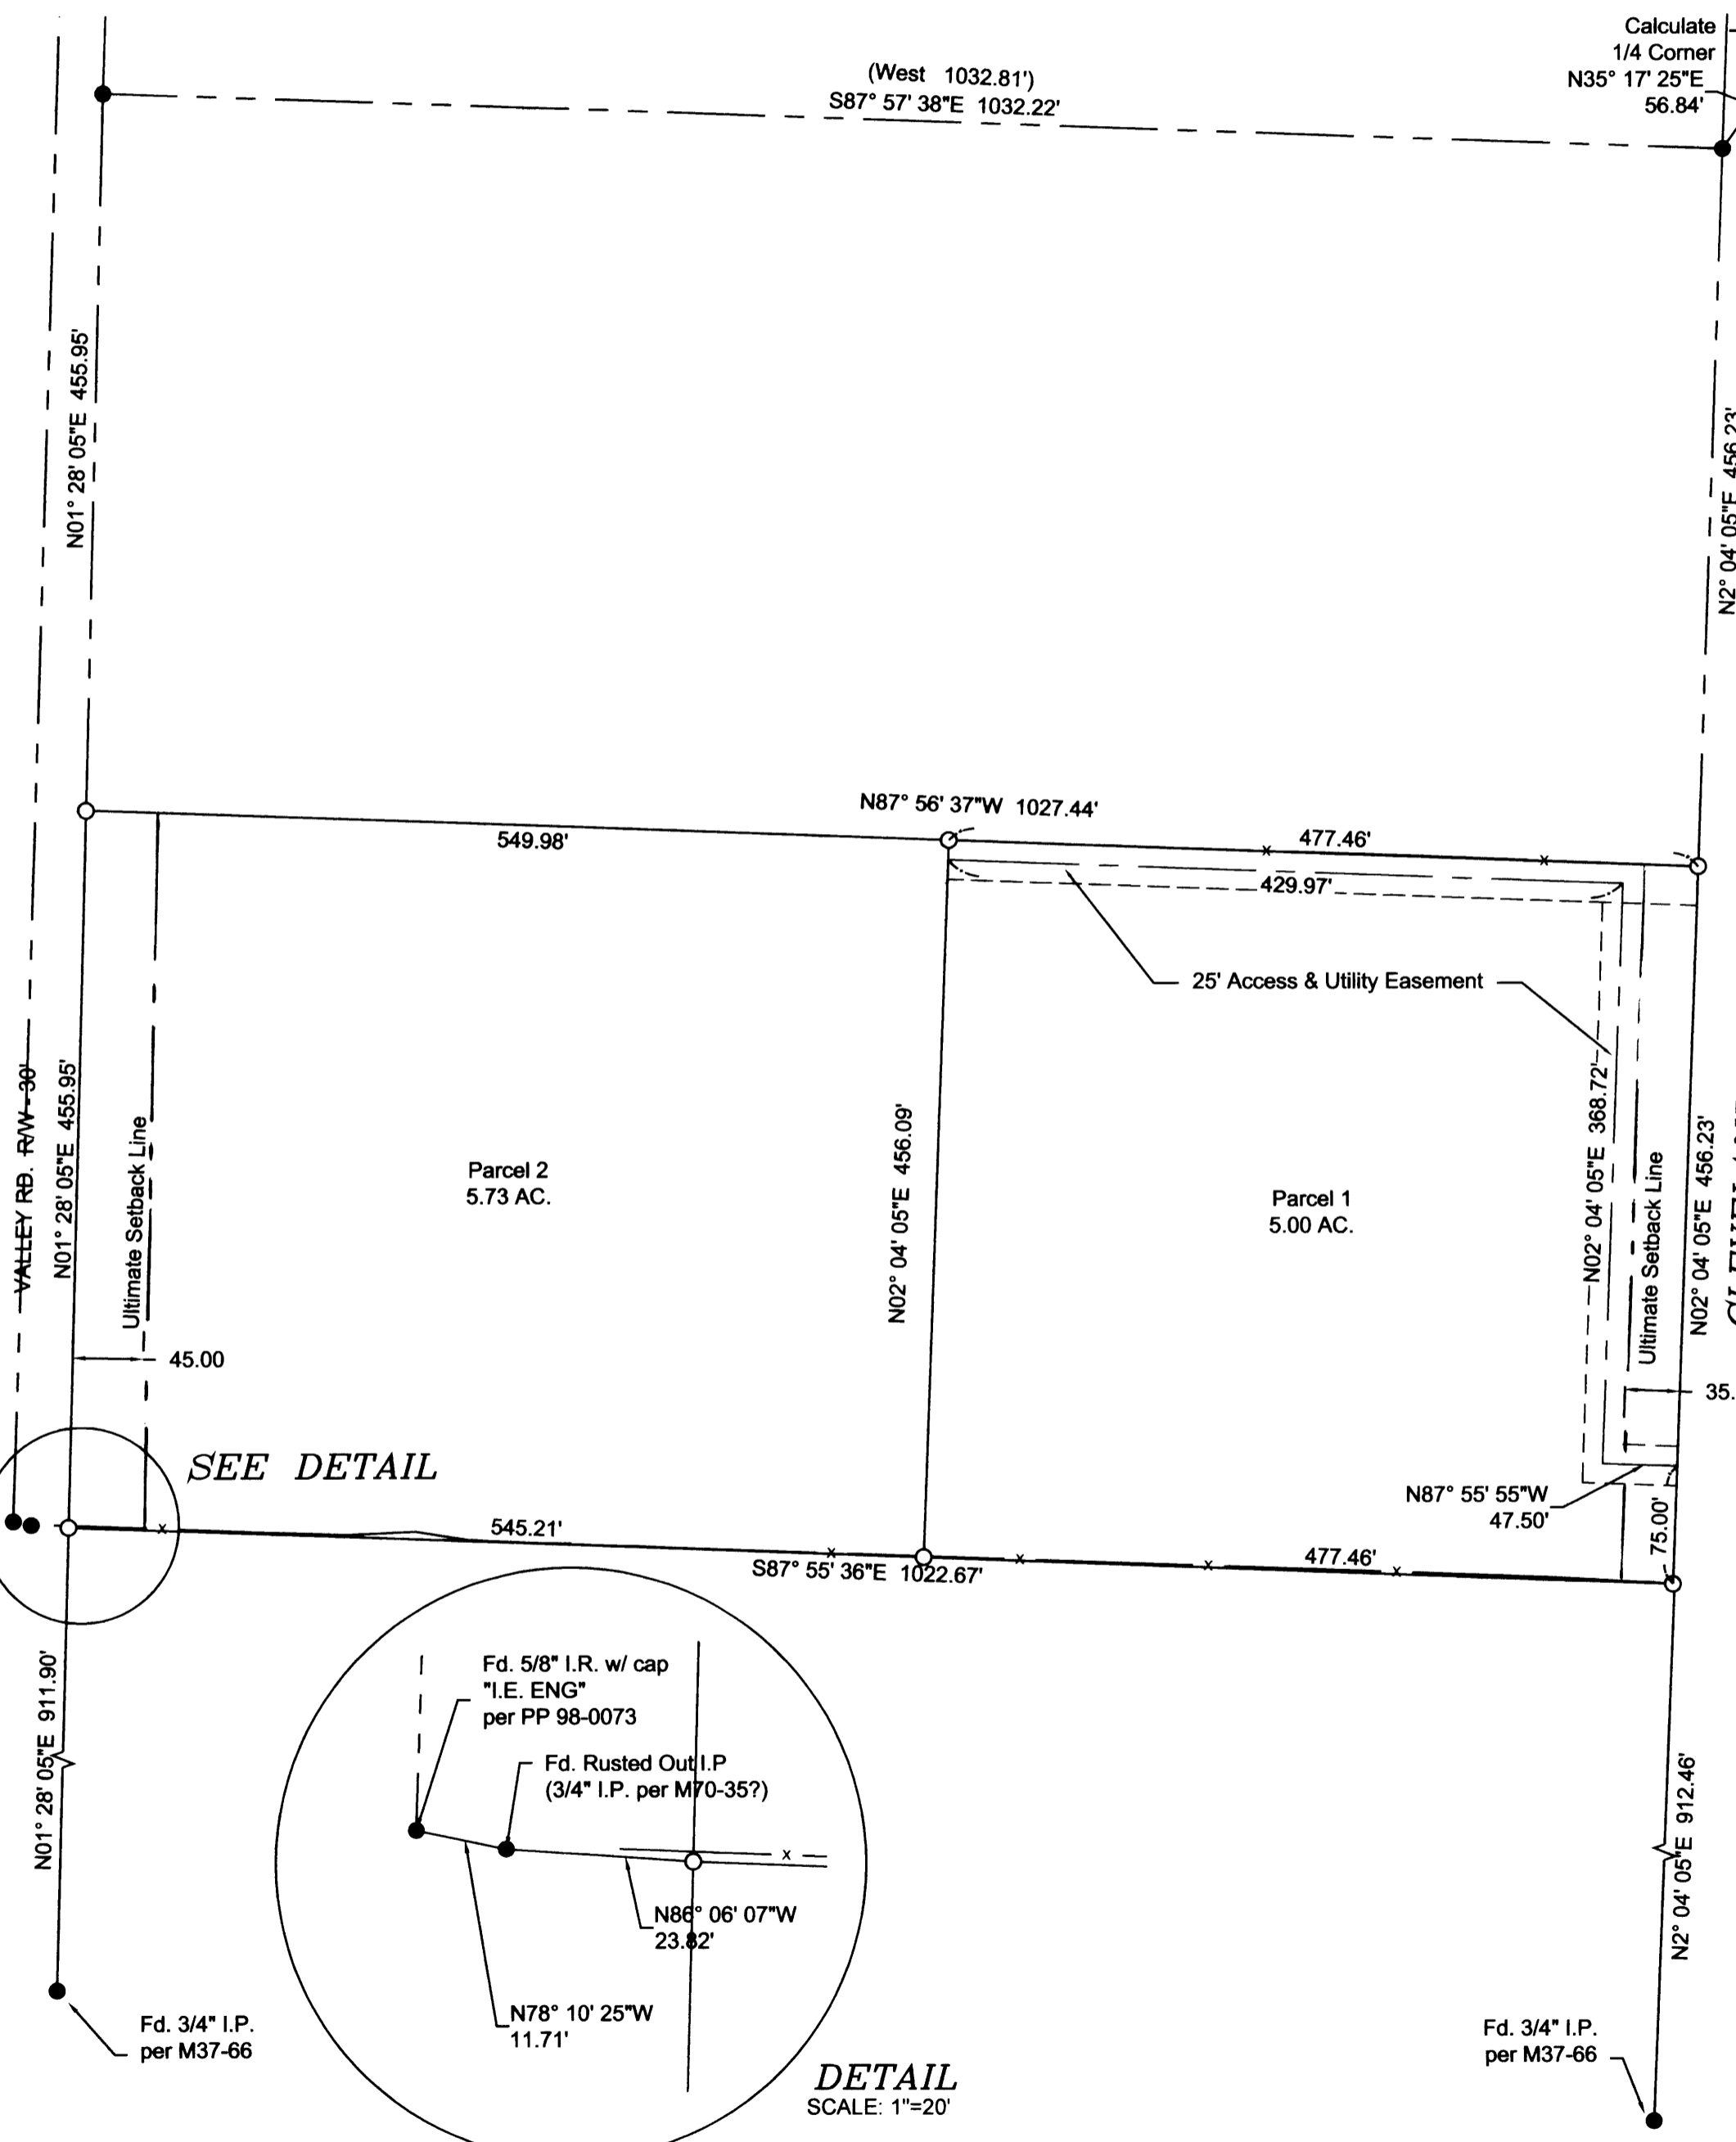 Calculate
1/4 Corner
N35° 17' 25"E
56.84'
(West 1032.81')
S87° 57' 38"E 1032.22'
N01° 28' 05"E 455.95'
N2° 04' 05"E 456.23'
N87° 56' 37"W 1027.44'
549.98'
477.46'
429.97'
25' Access & Utility Easement
VALLEY RD. R/W - 30'
N01° 28' 05"E 455.95'
Ultimate Setback Line
Parcel 2
5.73 AC.
N02° 04' 05"E 456.09'
Parcel 1
5.00 AC.
N02° 04' 05"E 368.72'
Ultimate Setback Line
N02° 04' 05"E 456.23'
45.00
35.
SEE DETAIL
N87° 55' 55"W
47.50'
75.00'
545.21'
477.46'
S87° 55' 36"E 1022.67'
N01° 28' 05"E 911.90'
Fd. 5/8" I.R. w/ cap
"I.E. ENG"
per PP 98-0073
Fd. Rusted Out I.P
(3/4" I.P. per M70-35?)
N86° 06' 07"W
23.82'
N78° 10' 25"W
11.71'
N2° 04' 05"E 912.46'
Fd. 3/4" I.P.
per M37-66
Fd. 3/4" I.P.
per M37-66
DETAIL
SCALE: 1"=20'